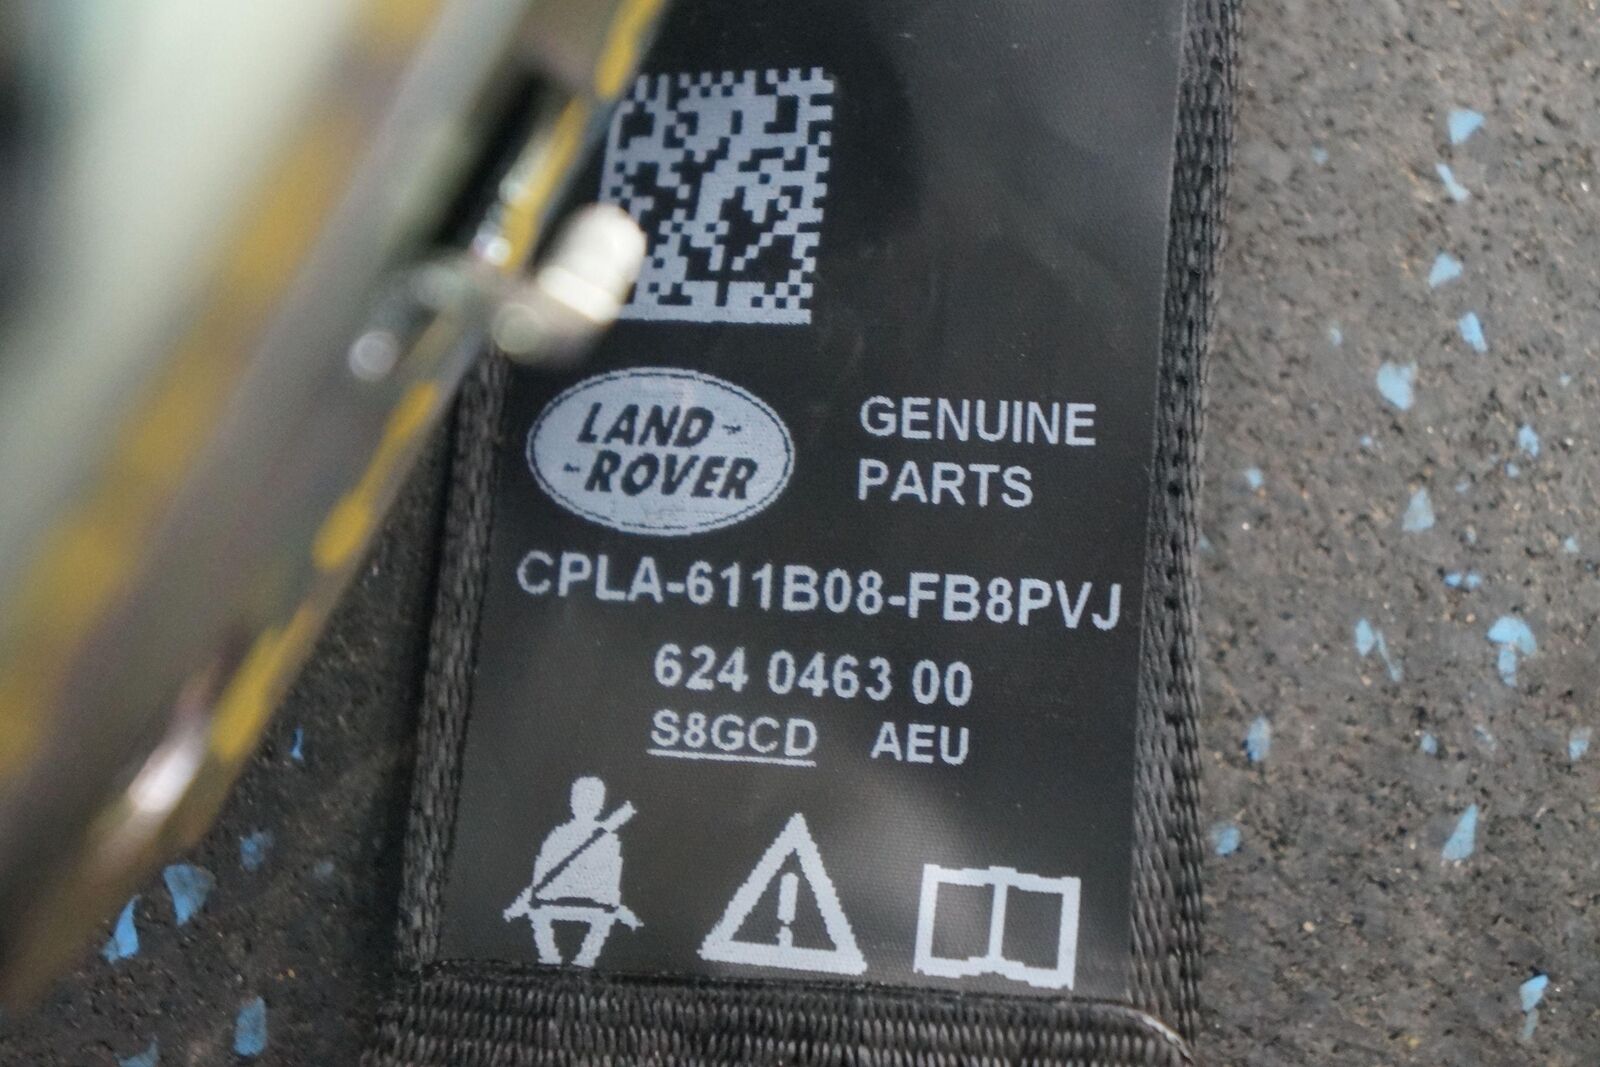 LAND-
-ROVER
GENUINE
PARTS
CPLA-611B08-FB8PVJ
624 0463 00
S8GCD AEU